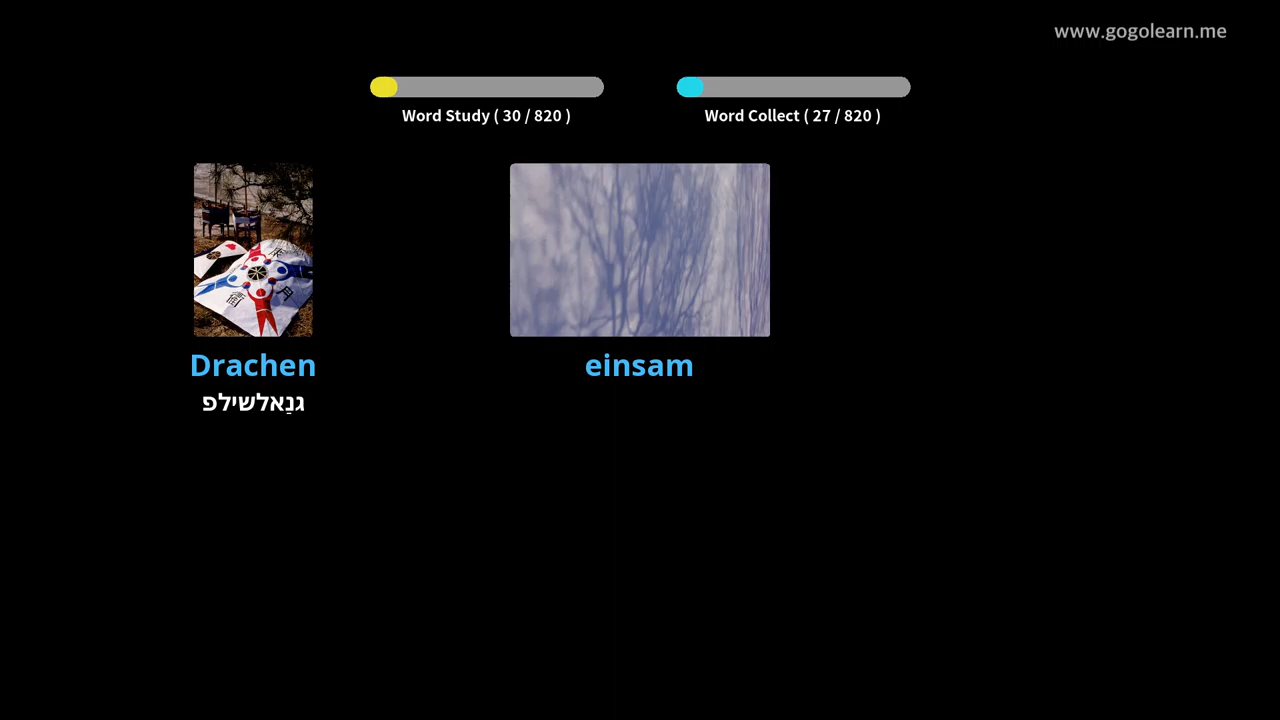 www.gogolearn.me
Word Study ( 30 / 820 )
Word Collect ( 27 / 820 )
Drachen
einsam
גנַאלשילפ